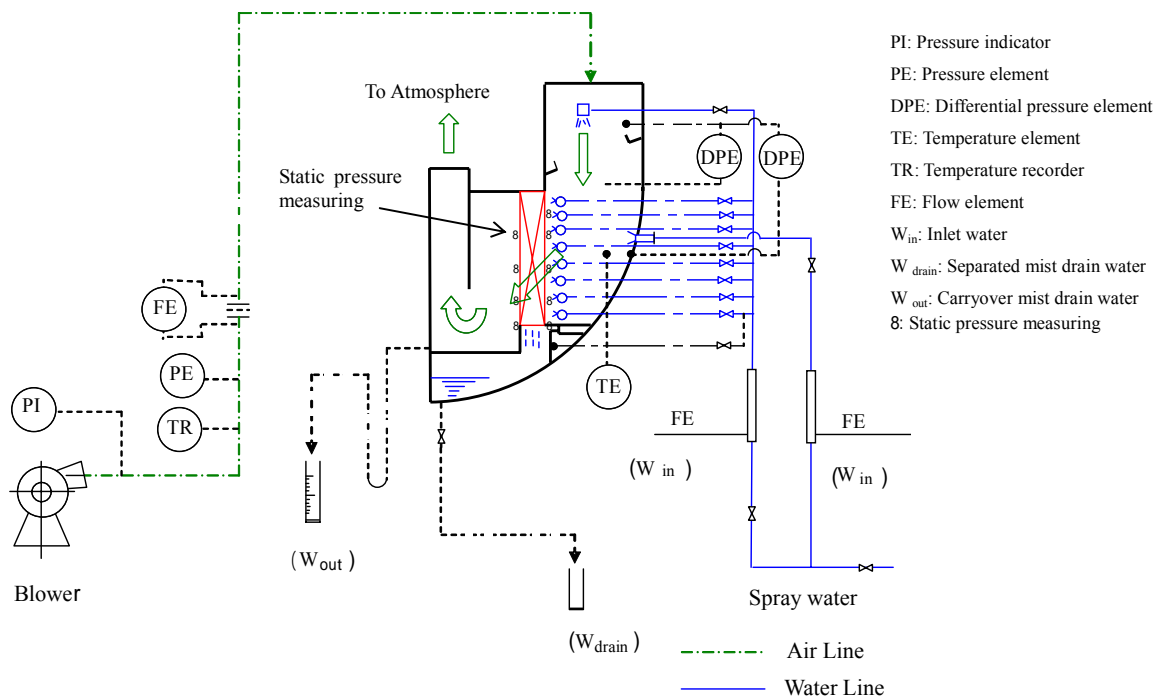 To Atmosphere
Static pressure
measuring
DPE
DPE
FE
PE
PI
TR
TE
8
8
8
8
8
8
8
8
8
FE
FE
(W in)
(W in)
(Wout)
(Wdrain)
Blower
Spray water
Air Line
Water Line
PI: Pressure indicator
PE: Pressure element
DPE: Differential pressure element
TE: Temperature element
TR: Temperature recorder
FE: Flow element
Win: Inlet water
W drain: Separated mist drain water
W out: Carryover mist drain water
8: Static pressure measuring